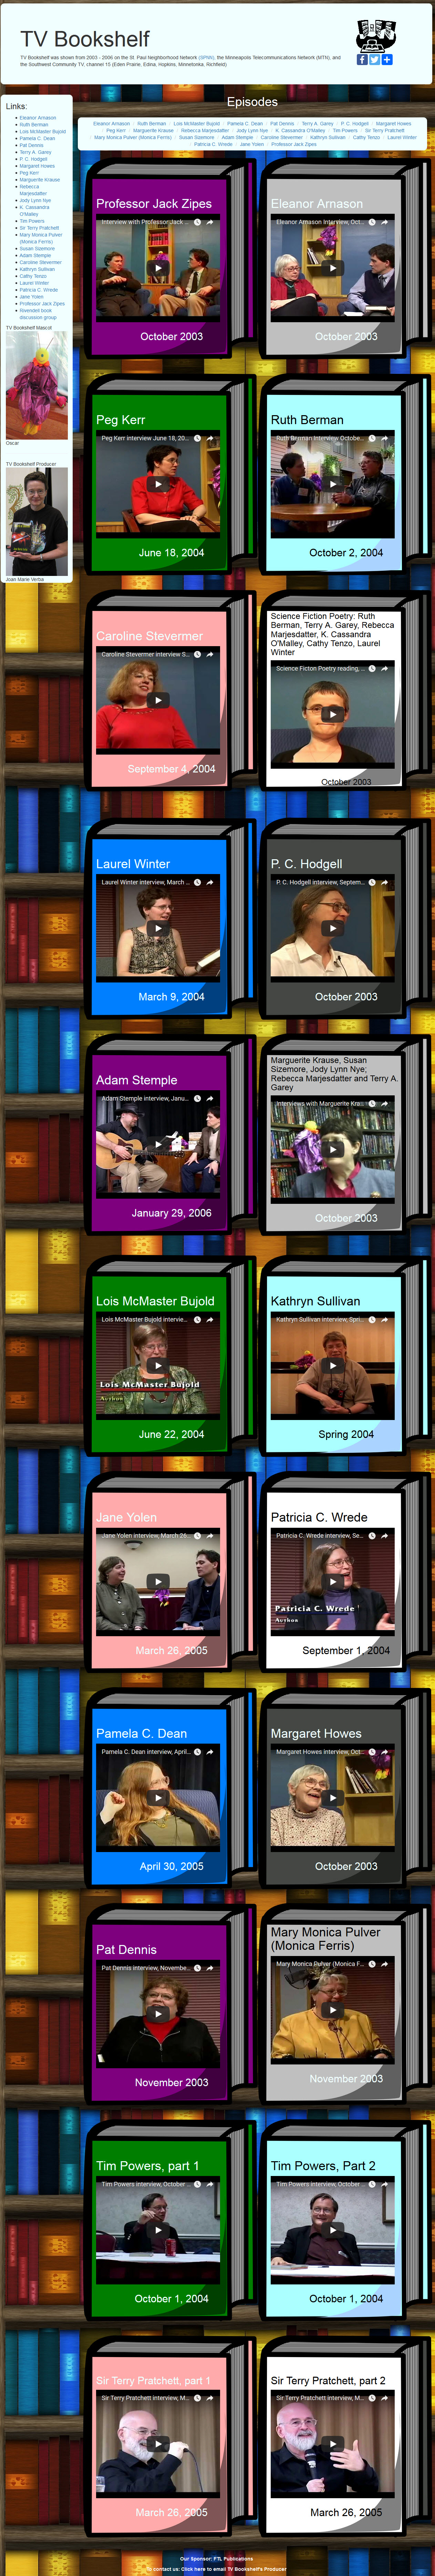 TV Bookshelf
TV Bookshelf was shown from 2003 - 2006 on the St. Paul Neighborhood Network (SPNN), the Minneapolis Telecommunications Network (MTN), and
the Southwest Community TV, channel 15 (Eden Prairie, Edina, Hopkins, Minnetonka, Richfield)
Links:
Eleanor Arnason
Ruth Berman
Lois McMaster Bujold
Pamela C. Dean
Pat Dennis
Terry A. Garey
P. C. Hodgell
Margaret Howes
Peg Kerr
Marguerite Krause
Rebecca
Marjesdatter
Jody Lynn Nye
K. Cassandra
O'Malley
Tim Powers
Sir Terry Pratchett
Mary Monica Pulver
(Monica Ferris)
Susan Sizemore
Adam Stemple
Caroline Stevermer
Kathryn Sullivan
Cathy Tenzo
Laurel Winter
Patricia C. Wrede
Jane Yolen
Professor Jack Zipes
Rivendell book
discussion group
TV Bookshelf Mascot
Oscar
TV Bookshelf Producer
Joan Marie Verba
Episodes
Eleanor Arnason Ruth Berman Lois McMaster Bujold Pamela C. Dean Pat Dennis Terry A. Garey P. C. Hodgell Margaret Howes
Peg Kerr Marguerite Krause Rebecca Marjesdatter Jody Lynn Nye K. Cassandra O'Malley Tim Powers Sir Terry Pratchett
Mary Monica Pulver (Monica Ferris) Susan Sizemore Adam Stemple Caroline Stevermer Kathryn Sullivan Cathy Tenzo Laurel Winter
Patricia C. Wrede Jane Yolen Professor Jack Zipes
Professor Jack Zipes
Interview with Professor Jack ...
October 2003
Eleanor Arnason
Eleanor Arnason Interview, Oct...
October 2003
Peg Kerr
Peg Kerr interview June 18, 20...
June 18, 2004
Ruth Berman
Ruth Berman Interview Octobe...
October 2, 2004
Caroline Stevermer
Caroline Stevermer interview S...
September 4, 2004
Science Fiction Poetry: Ruth
Berman, Terry A. Garey, Rebecca
Marjesdatter, K. Cassandra
O'Malley, Cathy Tenzo, Laurel
Winter
Science Fiction Poetry reading, ...
October 2003
Laurel Winter
Laurel Winter interview, March ...
March 9, 2004
P. C. Hodgell
P. C. Hodgell interview, Septem...
October 2003
Adam Stemple
Adam Stemple interview, Janu...
January 29, 2006
Marguerite Krause, Susan
Sizemore, Jody Lynn Nye;
Rebecca Marjesdatter and Terry A.
Garey
Interviews with Marguerite Kra...
October 2003
Lois McMaster Bujold
Lois McMaster Bujold intervie...
Lois McMaster Bujold
Author
June 22, 2004
Kathryn Sullivan
Kathryn Sullivan interview, Spri...
Spring 2004
Jane Yolen
Jane Yolen interview, March 26...
March 26, 2005
Patricia C. Wrede
Patricia C. Wrede interview, Se...
Patricia C. Wrede
Author
September 1, 2004
Pamela C. Dean
Pamela C. Dean interview, April...
April 30, 2005
Margaret Howes
Margaret Howes interview, Oct...
October 2003
Pat Dennis
Pat Dennis interview, Novembe...
November 2003
Mary Monica Pulver
(Monica Ferris)
Mary Monica Pulver (Monica F...
November 2003
Tim Powers, part 1
Tim Powers interview, October ...
October 1, 2004
Tim Powers, Part 2
Tim Powers interview, October ...
October 1, 2004
Sir Terry Pratchett, part 1
Sir Terry Pratchett interview, M...
March 26, 2005
Sir Terry Pratchett, part 2
Sir Terry Pratchett interview, M...
March 26, 2005
Our Sponsor: FTL Publications
contact us: Click here to email TV Bookshelf's Producer